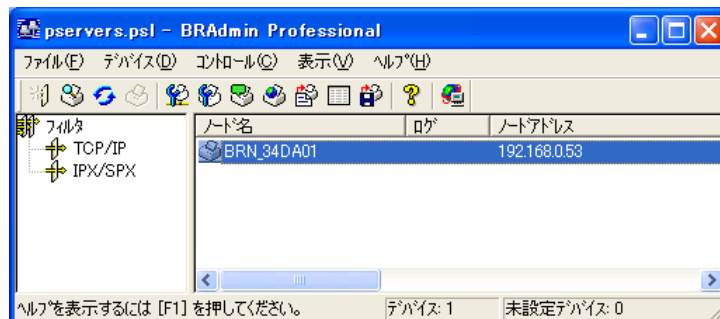 pservers.psl - BRAdmin Professional
ファイル(F) デバイス(D) コントロール(C) 表示(V) ヘルプ(H)
フィルタ
TCP/IP
IPX/SPX
ノード名 ログ ノードアドレス
BRN_34DA01 192.168.0.53
ヘルプを表示するには [F1] を押してください。 デバイス: 1 未設定デバイス: 0